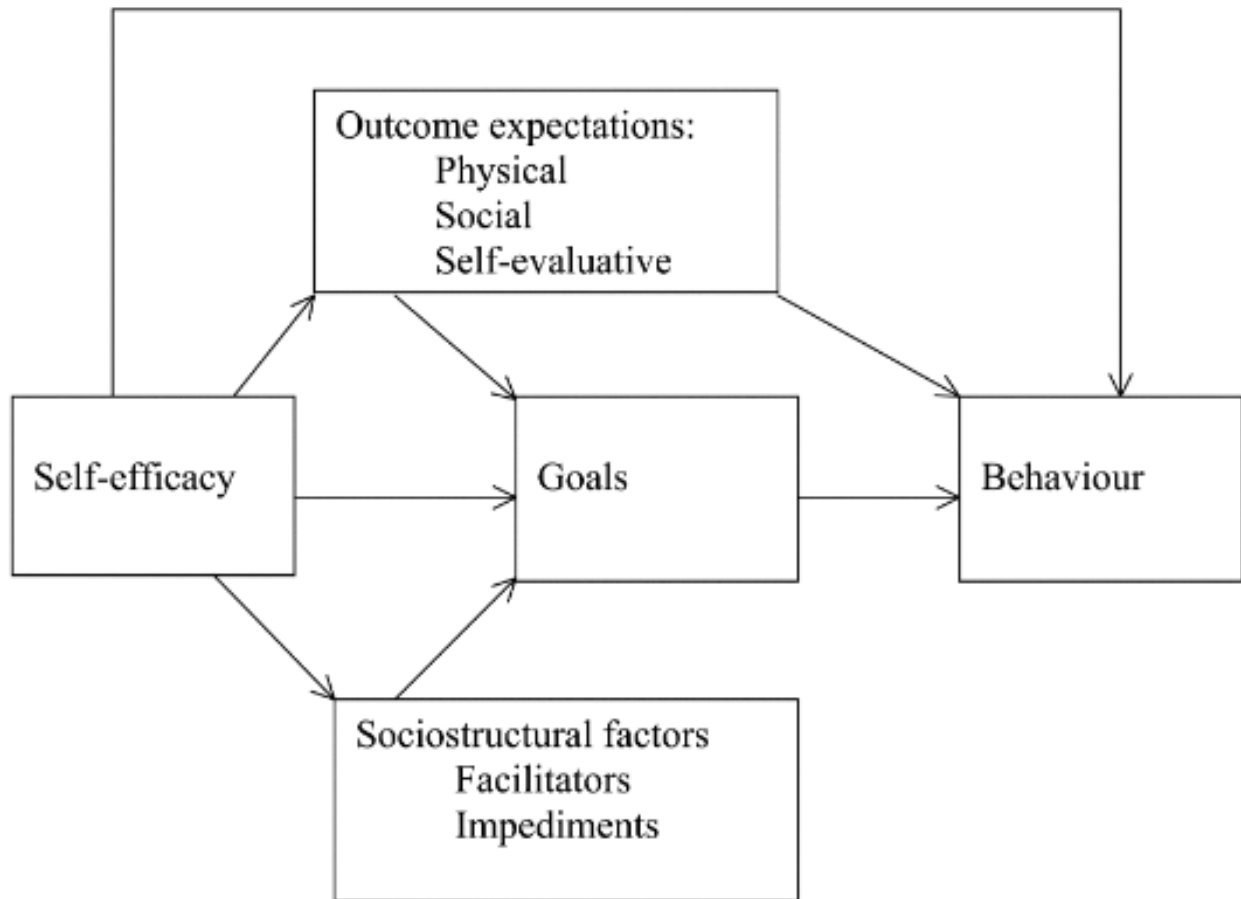 Outcome expectations:
Physical
Social
Self-evaluative
Self-efficacy
Goals
Behaviour
Sociostructural factors
Facilitators
Impediments